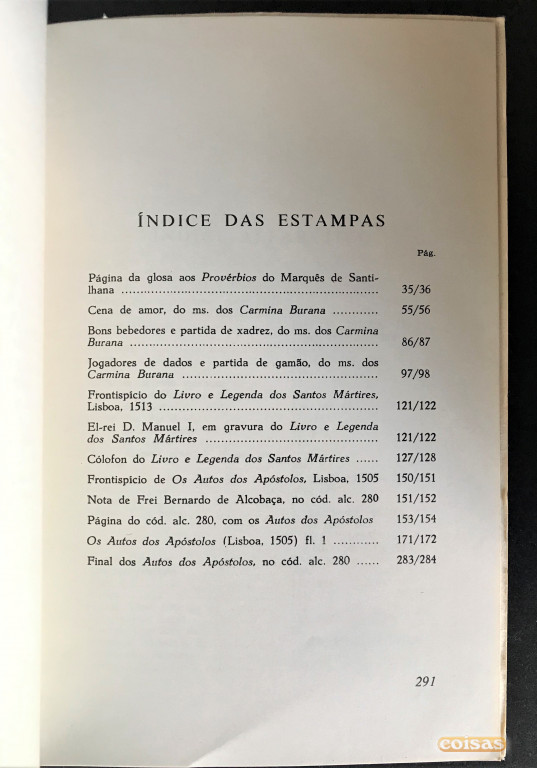 ÍNDICE DAS ESTAMPAS
Pág.
Página da glosa aos Provérbios do Marquês de Santi-
lhana ............ 35/36
Cena de amor, do ms. dos Carmina Burana ............ 55/56
Bons bebedores e partida de xadrez, do ms. dos Carmina
Burana ............ 86/87
Jogadores de dados e partida de gamão, do ms. dos
Carmina Burana ............ 97/98
Frontispício do Livro e Legenda dos Santos Mártires,
Lisboa, 1513 ............ 121/122
El-rei D. Manuel I, em gravura do Livro e Legenda
dos Santos Mártires ............ 121/122
Cólofon do Livro e Legenda dos Santos Mártires ...... 127/128
Frontispício de Os Autos dos Apóstolos, Lisboa, 1505 150/151
Nota de Frei Bernardo de Alcobaça, no cód. alc. 280 151/152
Página do cód. alc. 280, com os Autos dos Apóstolos 153/154
Os Autos dos Apóstolos (Lisboa, 1505) fl. 1 ............ 171/172
Final dos Autos dos Apóstolos, no cód. alc. 280 ...... 283/284
291
coisas